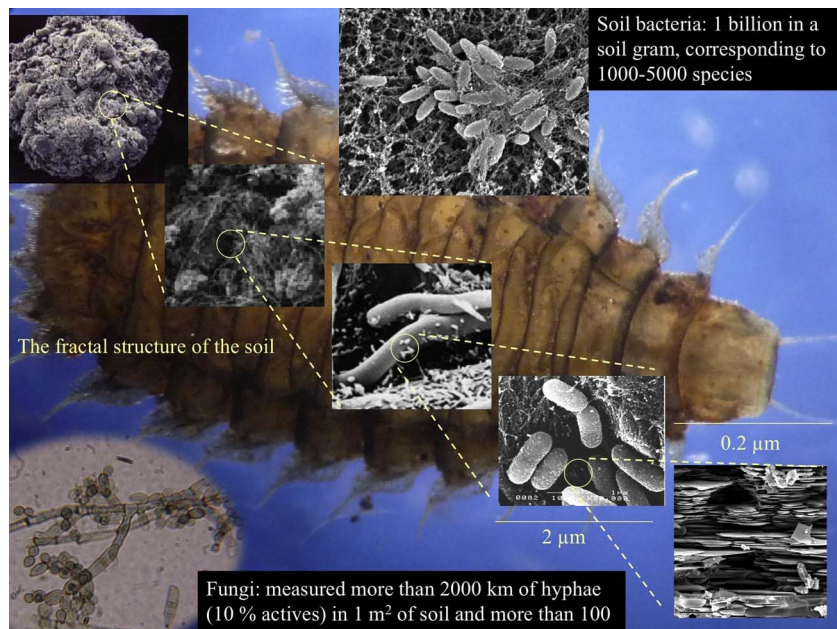 Soil bacteria: 1 billion in a
soil gram, corresponding to
1000-5000 species
The fractal structure of the soil
0.2 µm
2 µm
Fungi: measured more than 2000 km of hyphae
(10 % actives) in 1 m² of soil and more than 100